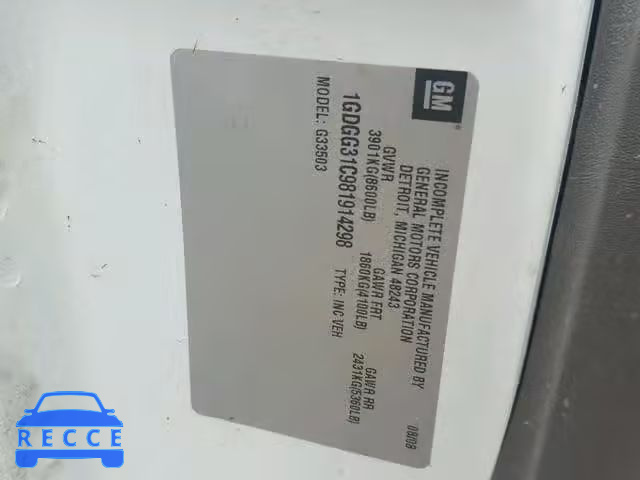 GM
INCOMPLETE VEHICLE MANUFACTURED BY
GENERAL MOTORS CORPORATION
DETROIT, MICHIGAN 48243
08/08
GVWR GAWR FRT GAWR RR
3901KG(8600LB) 1860KG(4100LB) 2431KG(5360LB)
1GDGG31C981914298 TYPE: INC VEH
MODEL: G33503
RECCE